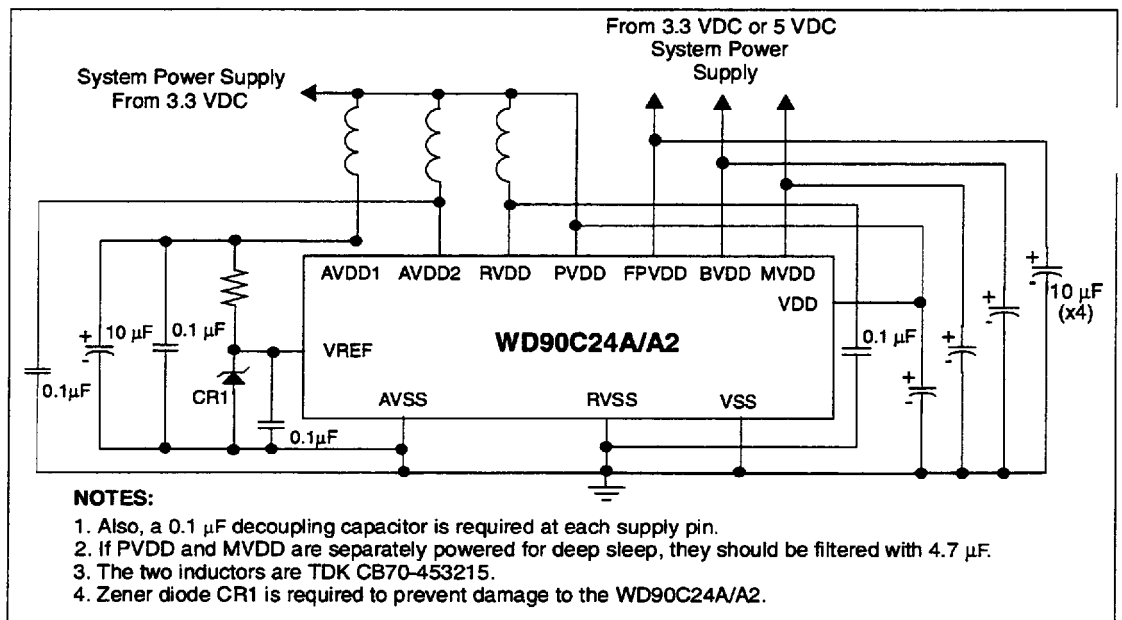 From 3.3 VDC or 5 VDC
System Power
Supply
System Power Supply
From 3.3 VDC
AVDD1 AVDD2 RVDD PVDD FPVDD BVDD MVDD
VDD
+
10 µF
-
(x4)
+
-
+
-
+
-
0.1 µF
WD90C24A/A2
VREF
+
10 µF
-
0.1 µF
0.1µF
CR1
0.1µF
AVSS RVSS VSS
NOTES:
1. Also, a 0.1 µF decoupling capacitor is required at each supply pin.
2. If PVDD and MVDD are separately powered for deep sleep, they should be filtered with 4.7 µF.
3. The two inductors are TDK CB70-453215.
4. Zener diode CR1 is required to prevent damage to the WD90C24A/A2.